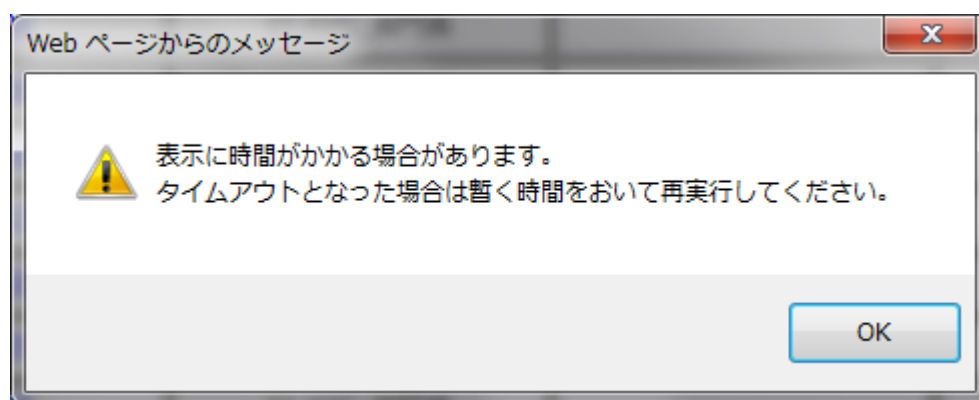 Web ページからのメッセージ
表示に時間がかかる場合があります。
タイムアウトとなった場合は暫く時間をおいて再実行してください。
OK